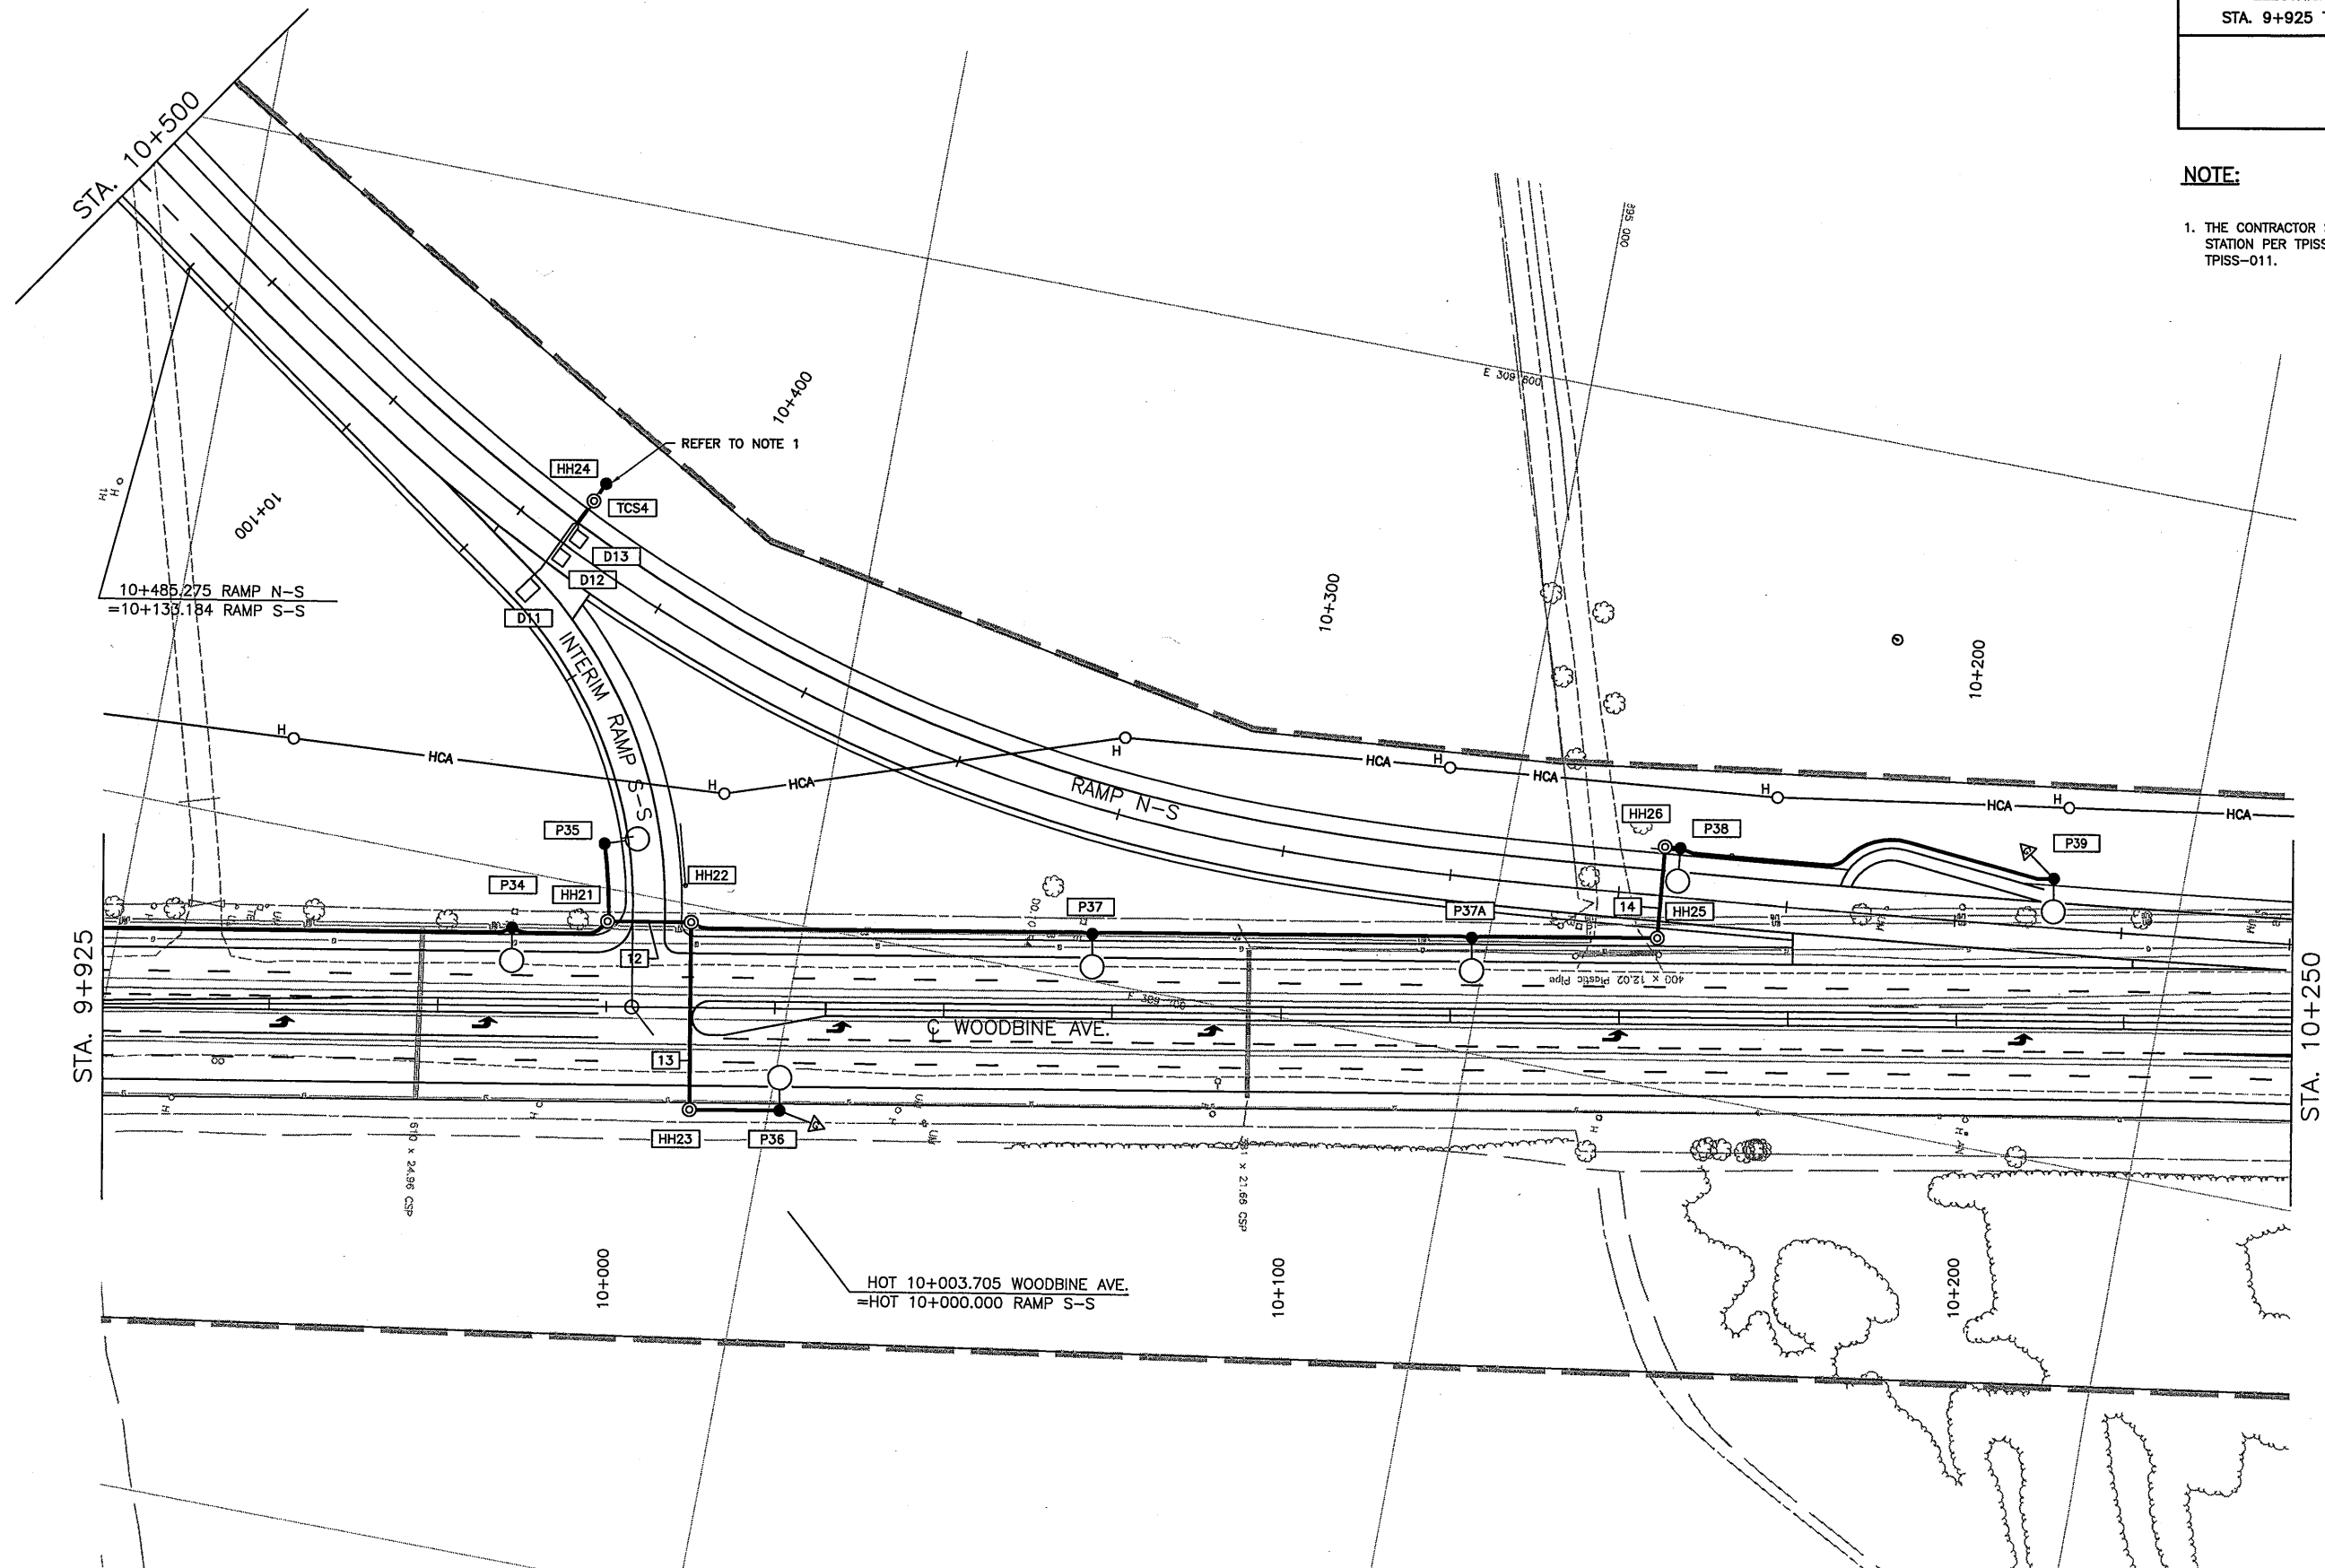 STA. 9+925
NOTE:
1. THE CONTRACTOR
STATION PER TPISS
TPISS-011.
STA. 10+500
895 000
E 309 800
10+400
REFER TO NOTE 1
HH24
TCS4
D13
D12
D11
10+100
H
1H
10+485.275 RAMP N-S
=10+133.184 RAMP S-S
INTERIM RAMP S-S
10+300
10+200
H
HCA
H
HCA
H
HCA
H
HCA
H
HCA
H
HCA
RAMP N-S
HH26
P38
P39
P35
P34
HH21
HH22
P37
P37A
14
HH25
12
400 x 12.02 Plastic Pipe
STA. 9+925
℄ WOODBINE AVE.
STA. 10+250
13
HH23
P36
610 x 24.96 CSP
10+000
HOT 10+003.705 WOODBINE AVE.
=HOT 10+000.000 RAMP S-S
10+100
10+200